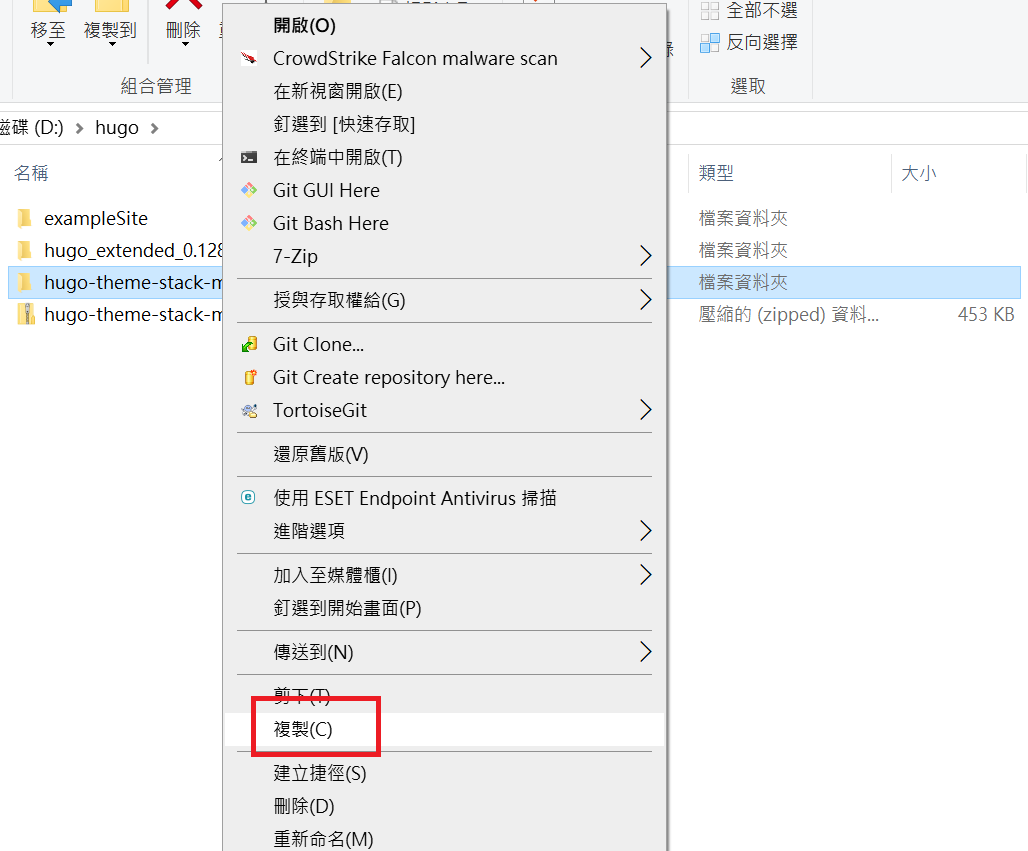 移至
複製到
刪除
組合管理
全部不選
反向選擇
選取
磁碟 (D:) > hugo >
名稱
類型
大小
exampleSite
檔案資料夾
hugo_extended_0.128
檔案資料夾
hugo-theme-stack-m
檔案資料夾
hugo-theme-stack-m
壓縮的 (zipped) 資料...
453 KB
開啟(O)
CrowdStrike Falcon malware scan
在新視窗開啟(E)
釘選到 [快速存取]
在終端中開啟(T)
Git GUI Here
Git Bash Here
7-Zip
授與存取權給(G)
Git Clone...
Git Create repository here...
TortoiseGit
還原舊版(V)
使用 ESET Endpoint Antivirus 掃描
進階選項
加入至媒體櫃(I)
釘選到開始畫面(P)
傳送到(N)
剪下(T)
複製(C)
建立捷徑(S)
刪除(D)
重新命名(M)